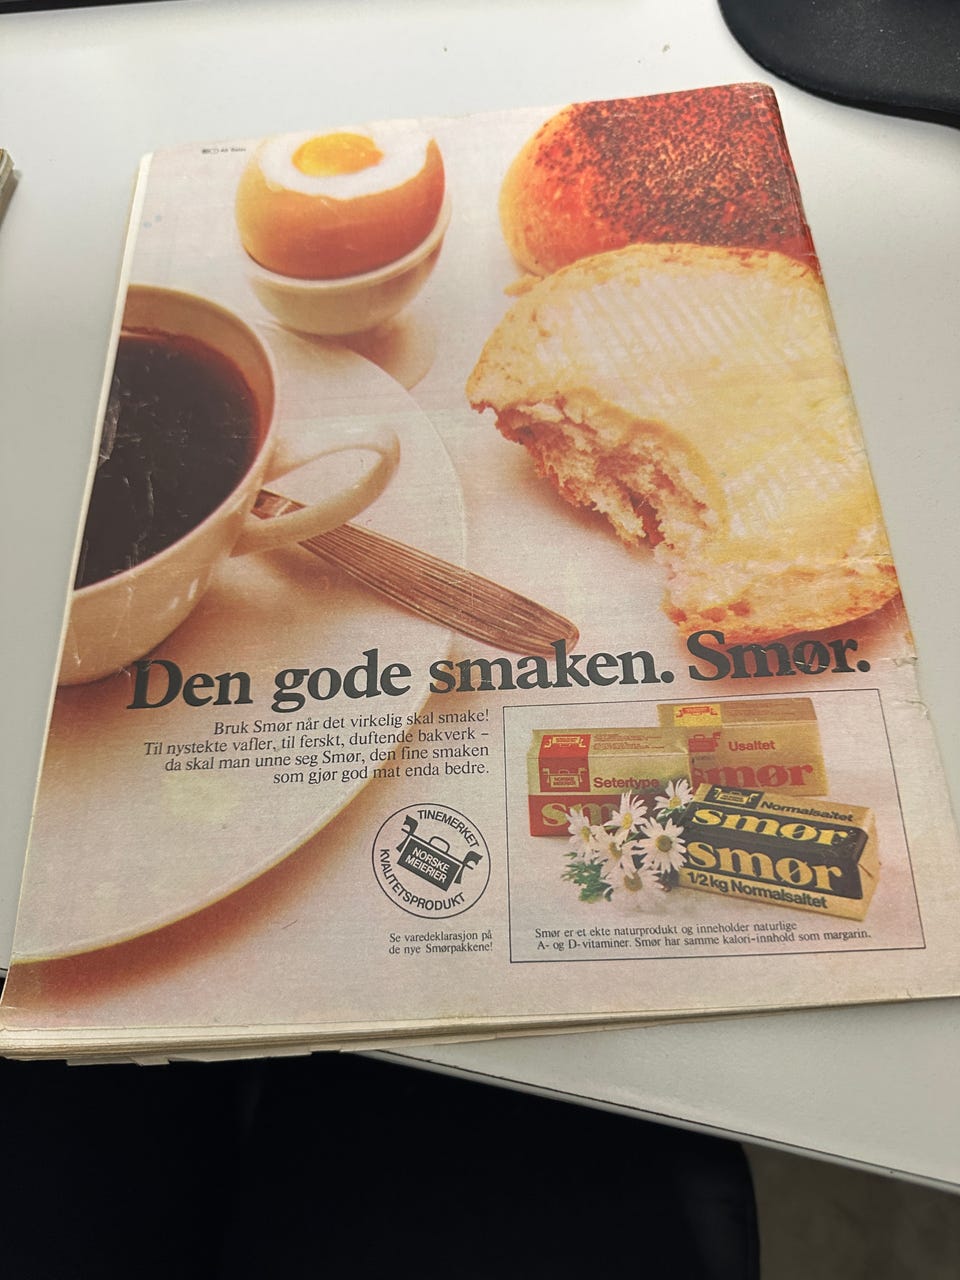 Den gode smaken. Smør.
Bruk Smør når det virkelig skal smake!
Til nystekte vafler, til ferskt, duftende bakverk –
da skal man unne seg Smør, den fine smaken
som gjør god mat enda bedre.
TINEMERKET
NORSKE
MEIERIER
KVALITETSPRODUKT
Se varedeklarasjon på
de nye Smørpakkene!
Usaltet
smør
Setertype
sm
Normalsaltet
smør
smør
1/2 kg Normalsaltet
Smør er et ekte naturprodukt og inneholder naturlige
A- og D-vitaminer. Smør har samme kalori-innhold som margarin.